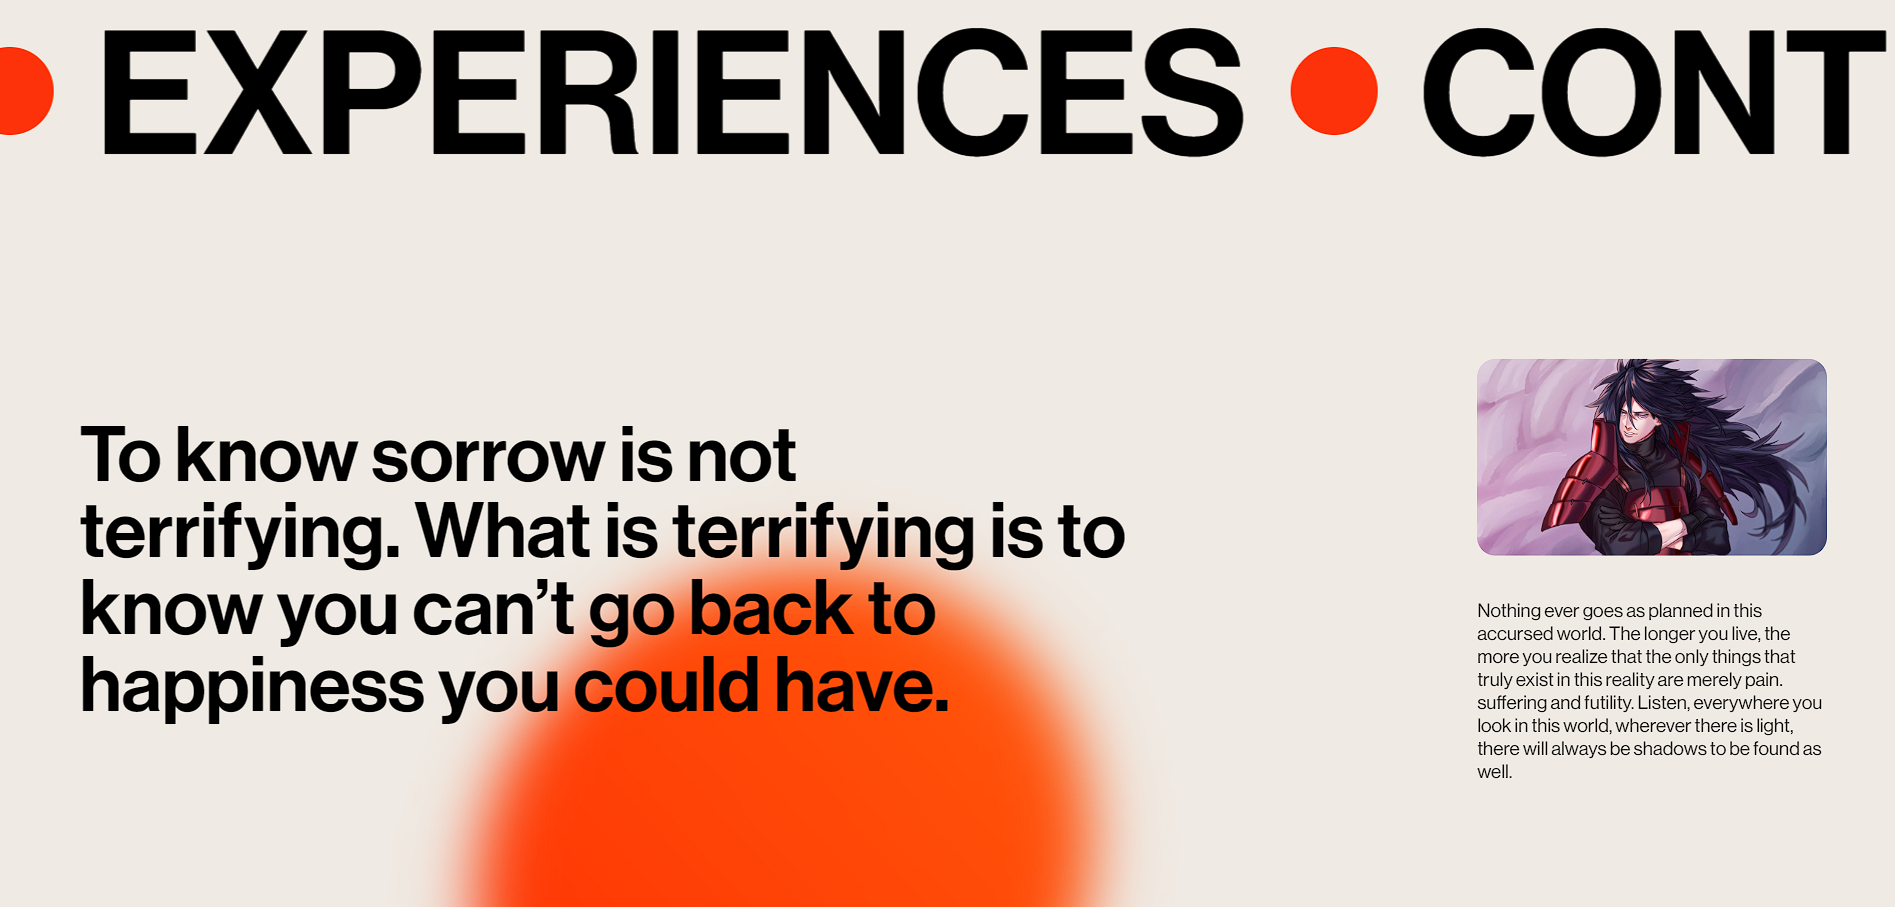 EXPERIENCES CONT
To know sorrow is not
terrifying. What is terrifying is to
know you can’t go back to
happiness you could have.
Nothing ever goes as planned in this
accursed world. The longer you live, the
more you realize that the only things that
truly exist in this reality are merely pain.
suffering and futility. Listen, everywhere you
look in this world, wherever there is light,
there will always be shadows to be found as
well.